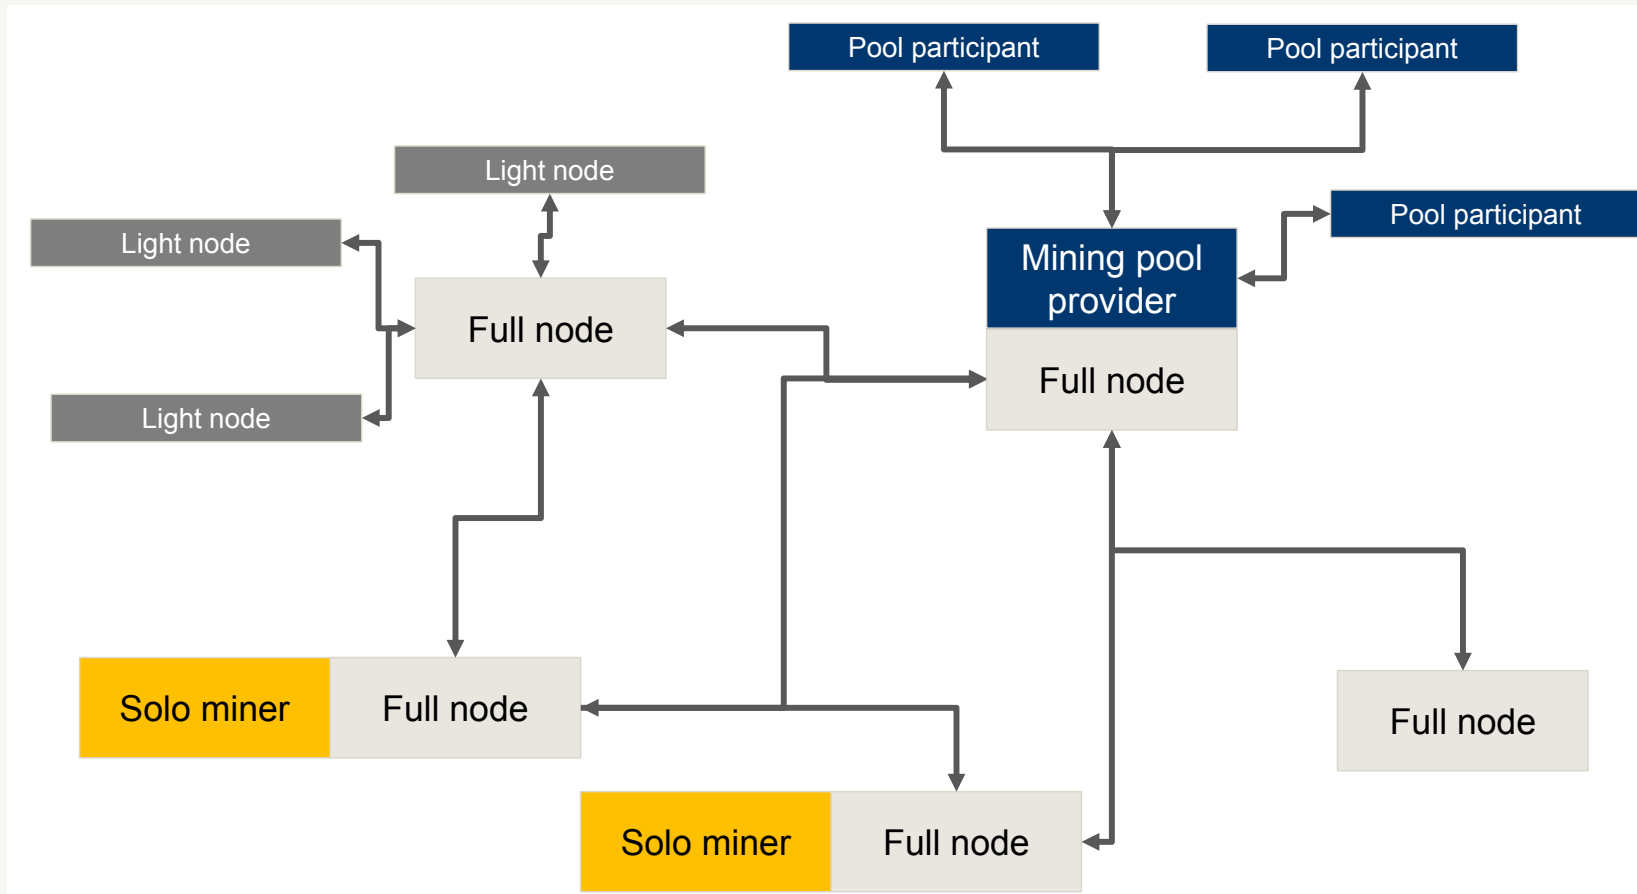 Pool participant
Pool participant
Light node
Pool participant
Light node
Mining pool
provider
Full node
Full node
Light node
Solo miner
Full node
Full node
Solo miner
Full node